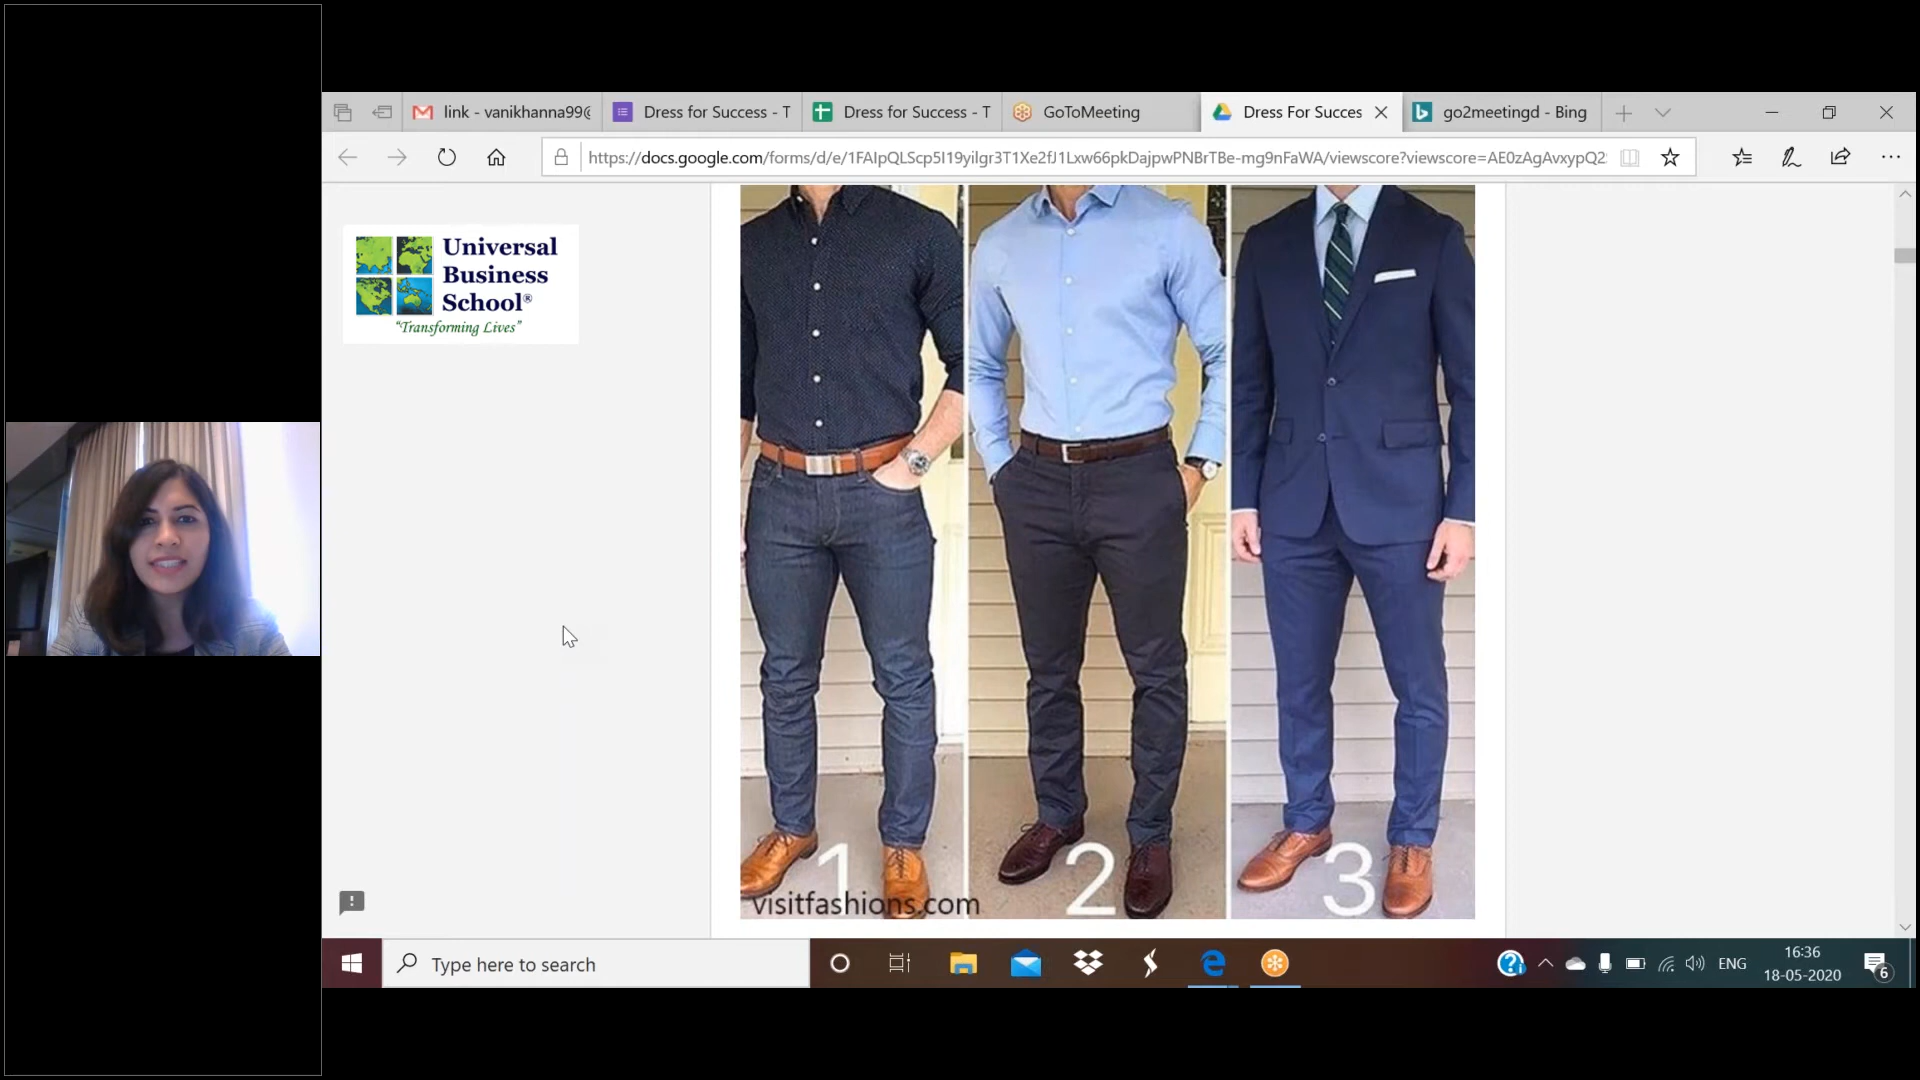 link - vanikhanna99@
Dress for Success - T
Dress for Success - T
GoToMeeting
Dress For Succes
go2meetingd - Bing
https://docs.google.com/forms/d/e/1FAIpQLScp5I19yiIgr3T1Xe2fJ1Lxw66pkDajpwPNBrTBe-mg9nFaWA/viewscore?viewscore=AE0zAgAvxypQ2
Universal
Business
School®
“Transforming Lives”
1
2
3
visitfashions.com
Type here to search
ENG
16:36
18-05-2020
6